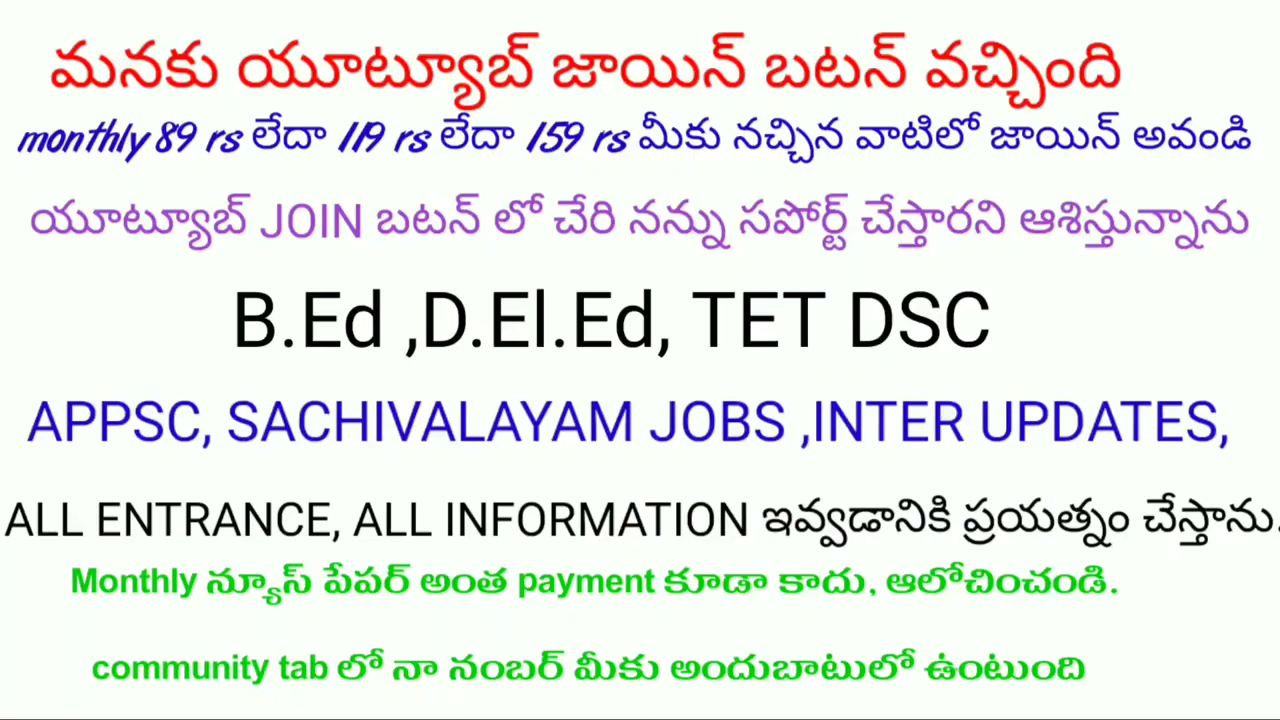 మనకు యూట్యూబ్ జాయిన్ బటన్ వచ్చింది
monthly 89 rs లేదా 119 rs లేదా 159 rs మీకు నచ్చిన వాటిలో జాయిన్ అవండి
యూట్యూబ్ JOIN బటన్ లో చేరి నన్ను సపోర్ట్ చేస్తారని ఆశిస్తున్నాను
B.Ed ,D.El.Ed, TET DSC
APPSC, SACHIVALAYAM JOBS ,INTER UPDATES,
ALL ENTRANCE, ALL INFORMATION ఇవ్వడానికి ప్రయత్నం చేస్తాను.
Monthly న్యూస్ పేపర్ అంత payment కూడా కాదు, ఆలోచించండి.
community tab లో నా నంబర్ మీకు అందుబాటులో ఉంటుంది